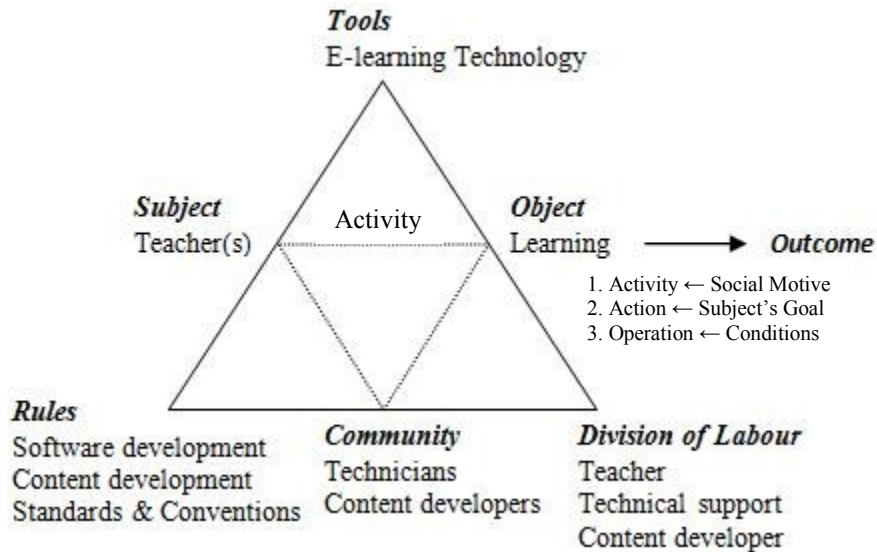 Tools
E-learning Technology
Subject
Teacher(s)
Activity
Object
Learning
Outcome
1. Activity ← Social Motive
2. Action ← Subject's Goal
3. Operation ← Conditions
Rules
Software development
Content development
Standards & Conventions
Community
Technicians
Content developers
Division of Labour
Teacher
Technical support
Content developer